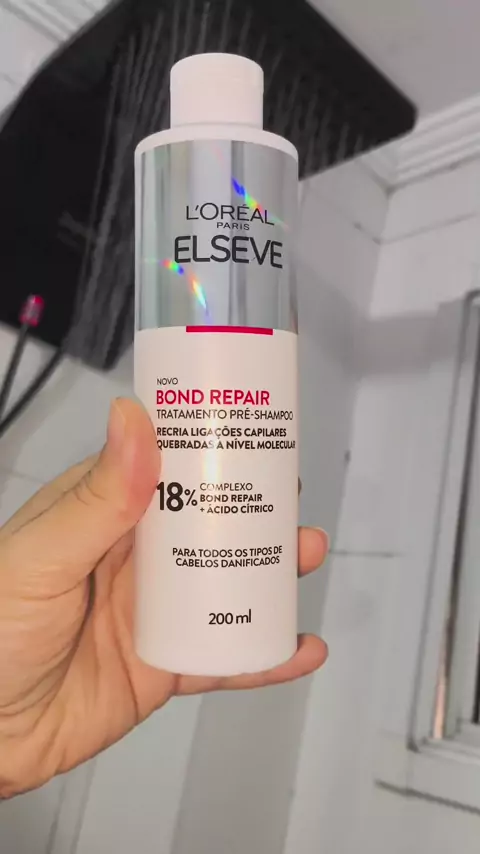 L'ORÉAL
PARIS
ELSEVE
NOVO
BOND REPAIR
TRATAMENTO PRÉ-SHAMPOO
RECRIA LIGAÇÕES CAPILARES
QUEBRADAS A NÍVEL MOLECULAR
18% COMPLEXO
BOND REPAIR
+ ÁCIDO CÍTRICO
PARA TODOS OS TIPOS DE
CABELOS DANIFICADOS
200 ml